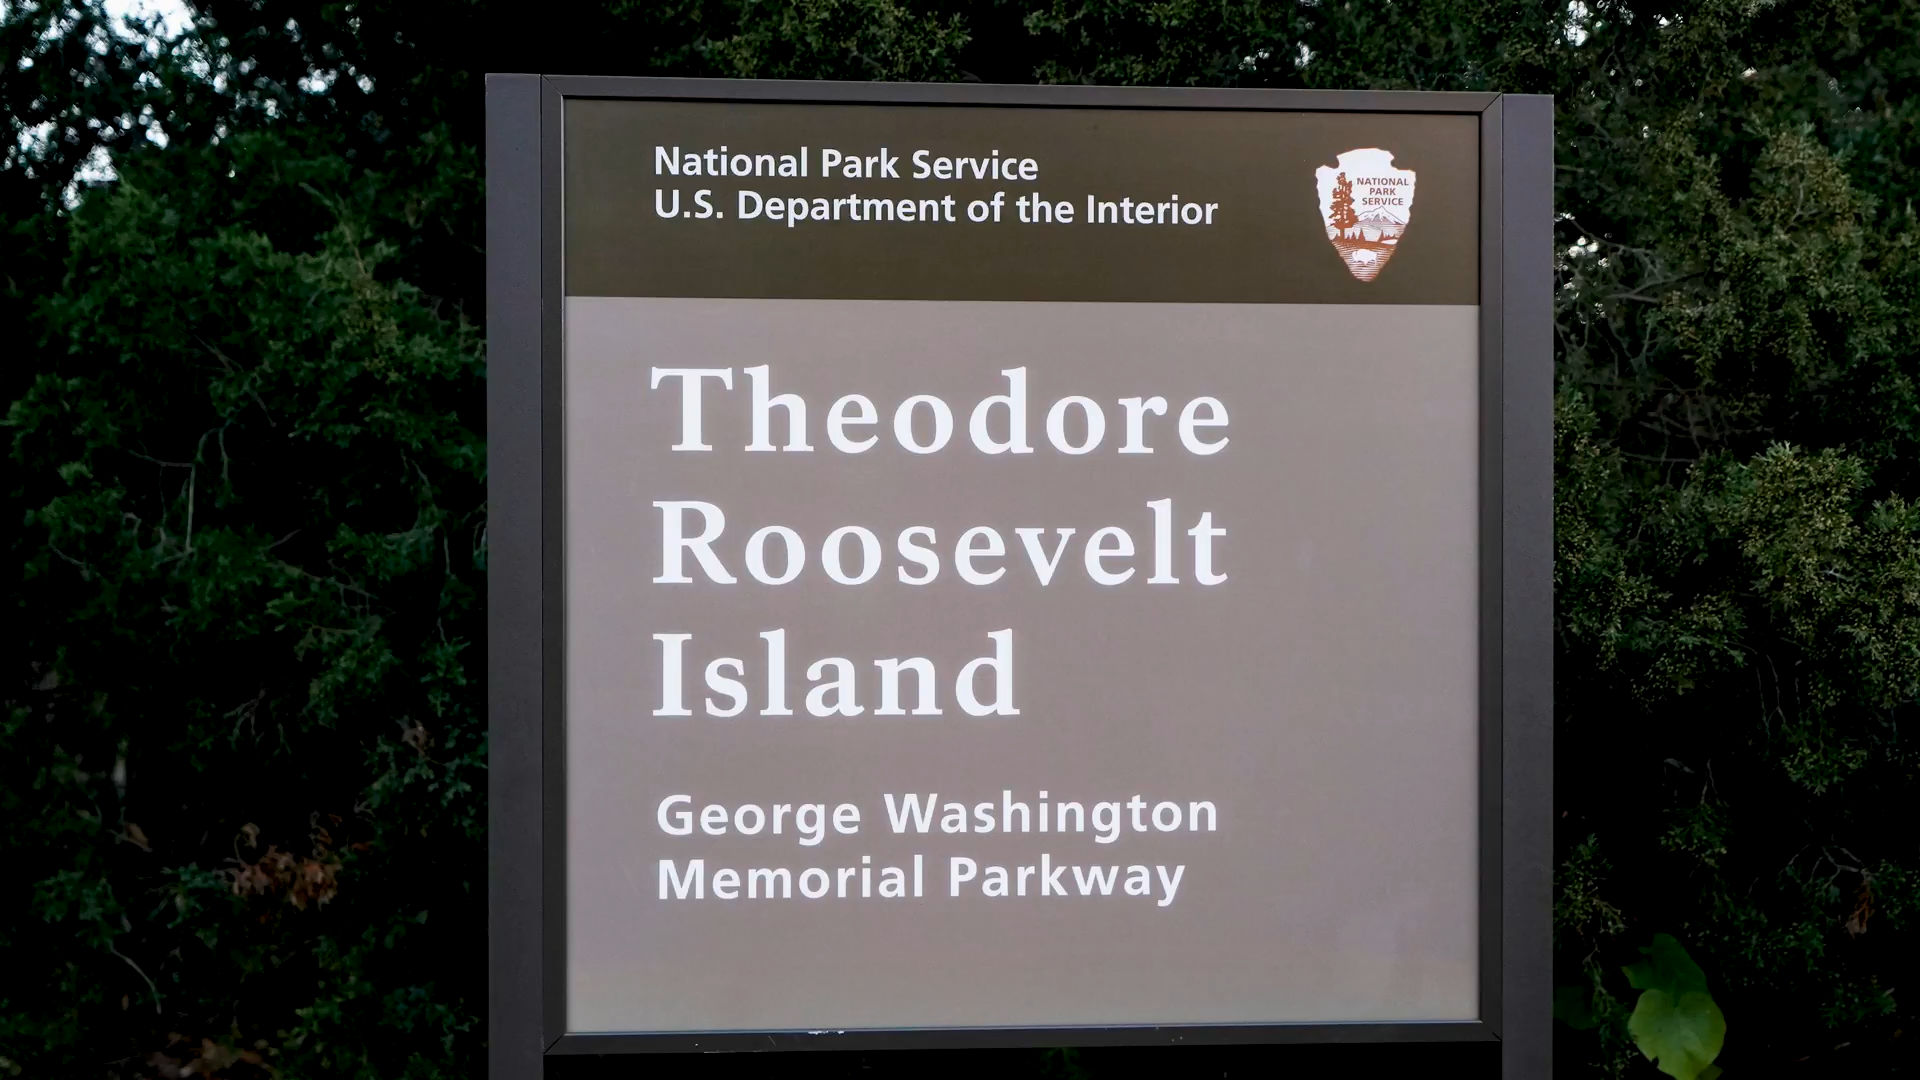 National Park Service
U.S. Department of the Interior
NATIONAL
PARK
SERVICE
Theodore
Roosevelt
Island
George Washington
Memorial Parkway